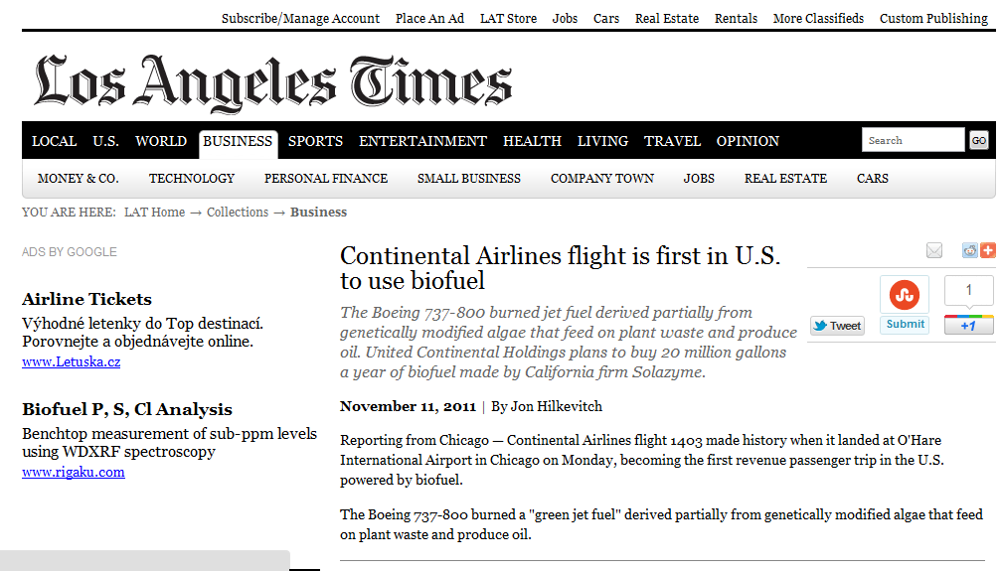 Subscribe/Manage Account Place An Ad LAT Store Jobs Cars Real Estate Rentals More Classifieds Custom Publishing
Los Angeles Times
LOCAL U.S. WORLD BUSINESS SPORTS ENTERTAINMENT HEALTH LIVING TRAVEL OPINION Search GO
MONEY & CO. TECHNOLOGY PERSONAL FINANCE SMALL BUSINESS COMPANY TOWN JOBS REAL ESTATE CARS
YOU ARE HERE: LAT Home → Collections → Business
ADS BY GOOGLE
Airline Tickets
Výhodné letenky do Top destinací.
Porovnejte a objednávejte online.
www.Letuska.cz
Biofuel P, S, Cl Analysis
Benchtop measurement of sub-ppm levels
using WDXRF spectroscopy
www.rigaku.com
Continental Airlines flight is first in U.S.
to use biofuel
The Boeing 737-800 burned jet fuel derived partially from
genetically modified algae that feed on plant waste and produce
oil. United Continental Holdings plans to buy 20 million gallons
a year of biofuel made by California firm Solazyme.
November 11, 2011 | By Jon Hilkevitch
Reporting from Chicago — Continental Airlines flight 1403 made history when it landed at O'Hare
International Airport in Chicago on Monday, becoming the first revenue passenger trip in the U.S.
powered by biofuel.
The Boeing 737-800 burned a "green jet fuel" derived partially from genetically modified algae that feed
on plant waste and produce oil.
Tweet
Submit
1
+1